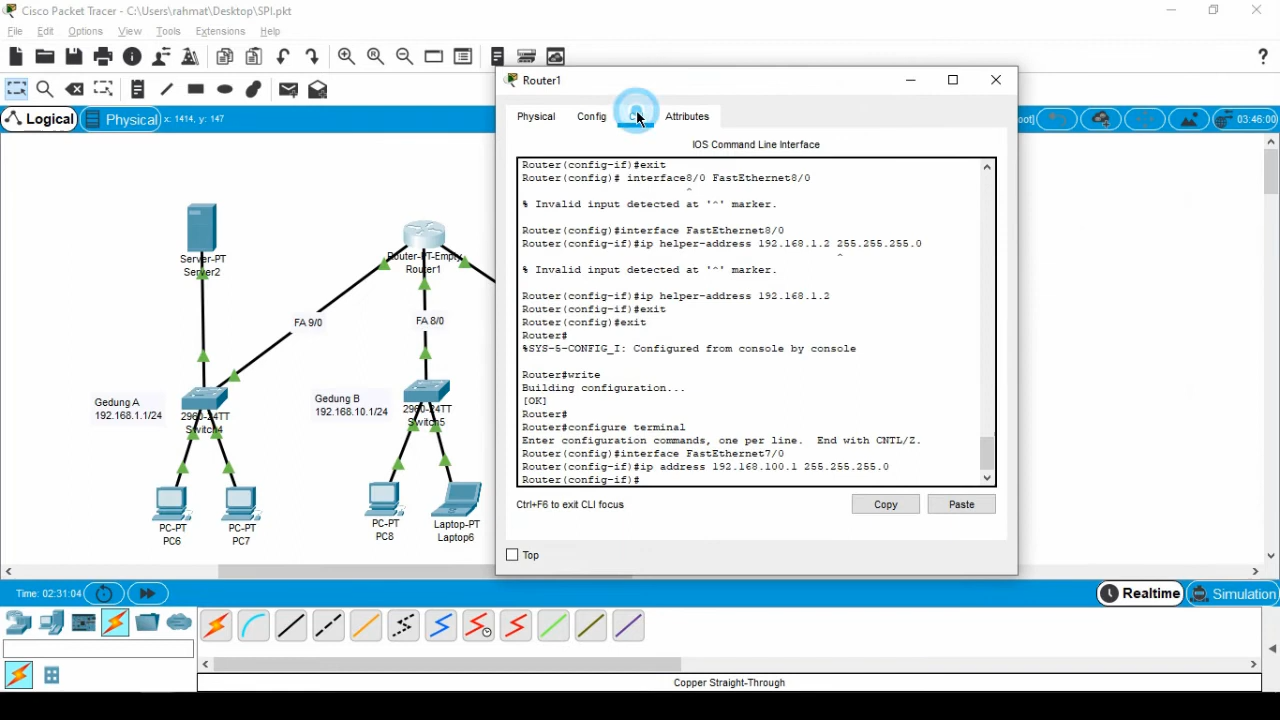 Cisco Packet Tracer - C:\Users\rahmat\Desktop\SPI.pkt
File Edit Options View Tools Extensions Help
Logical Physical x: 1414, y: 147
03:46:00
Router1
Physical Config Attributes
IOS Command Line Interface
Router(config-if)#exit
Router(config)# interface8/0 FastEthernet8/0
^
% Invalid input detected at '^' marker.
Router(config)#interface FastEthernet8/0
Router(config-if)#ip helper-address 192.168.1.2 255.255.255.0
^
% Invalid input detected at '^' marker.
Router(config-if)#ip helper-address 192.168.1.2
Router(config-if)#exit
Router(config)#exit
Router#
%SYS-5-CONFIG_I: Configured from console by console
Router#write
Building configuration...
[OK]
Router#
Router#configure terminal
Enter configuration commands, one per line.  End with CNTL/Z.
Router(config)#interface FastEthernet7/0
Router(config-if)#ip address 192.168.100.1 255.255.255.0
Router(config-if)#
Ctrl+F6 to exit CLI focus
Copy Paste
Top
Server-PT
Server2
Router-PT-Empty
Router1
FA 9/0
FA 8/0
Gedung A
192.168.1.1/24
2960-24TT
Switch4
Gedung B
192.168.10.1/24
2960-24TT
Switch5
PC-PT
PC6
PC-PT
PC7
PC-PT
PC8
Laptop-PT
Laptop6
Time: 02:31:04
Realtime Simulation
Copper Straight-Through